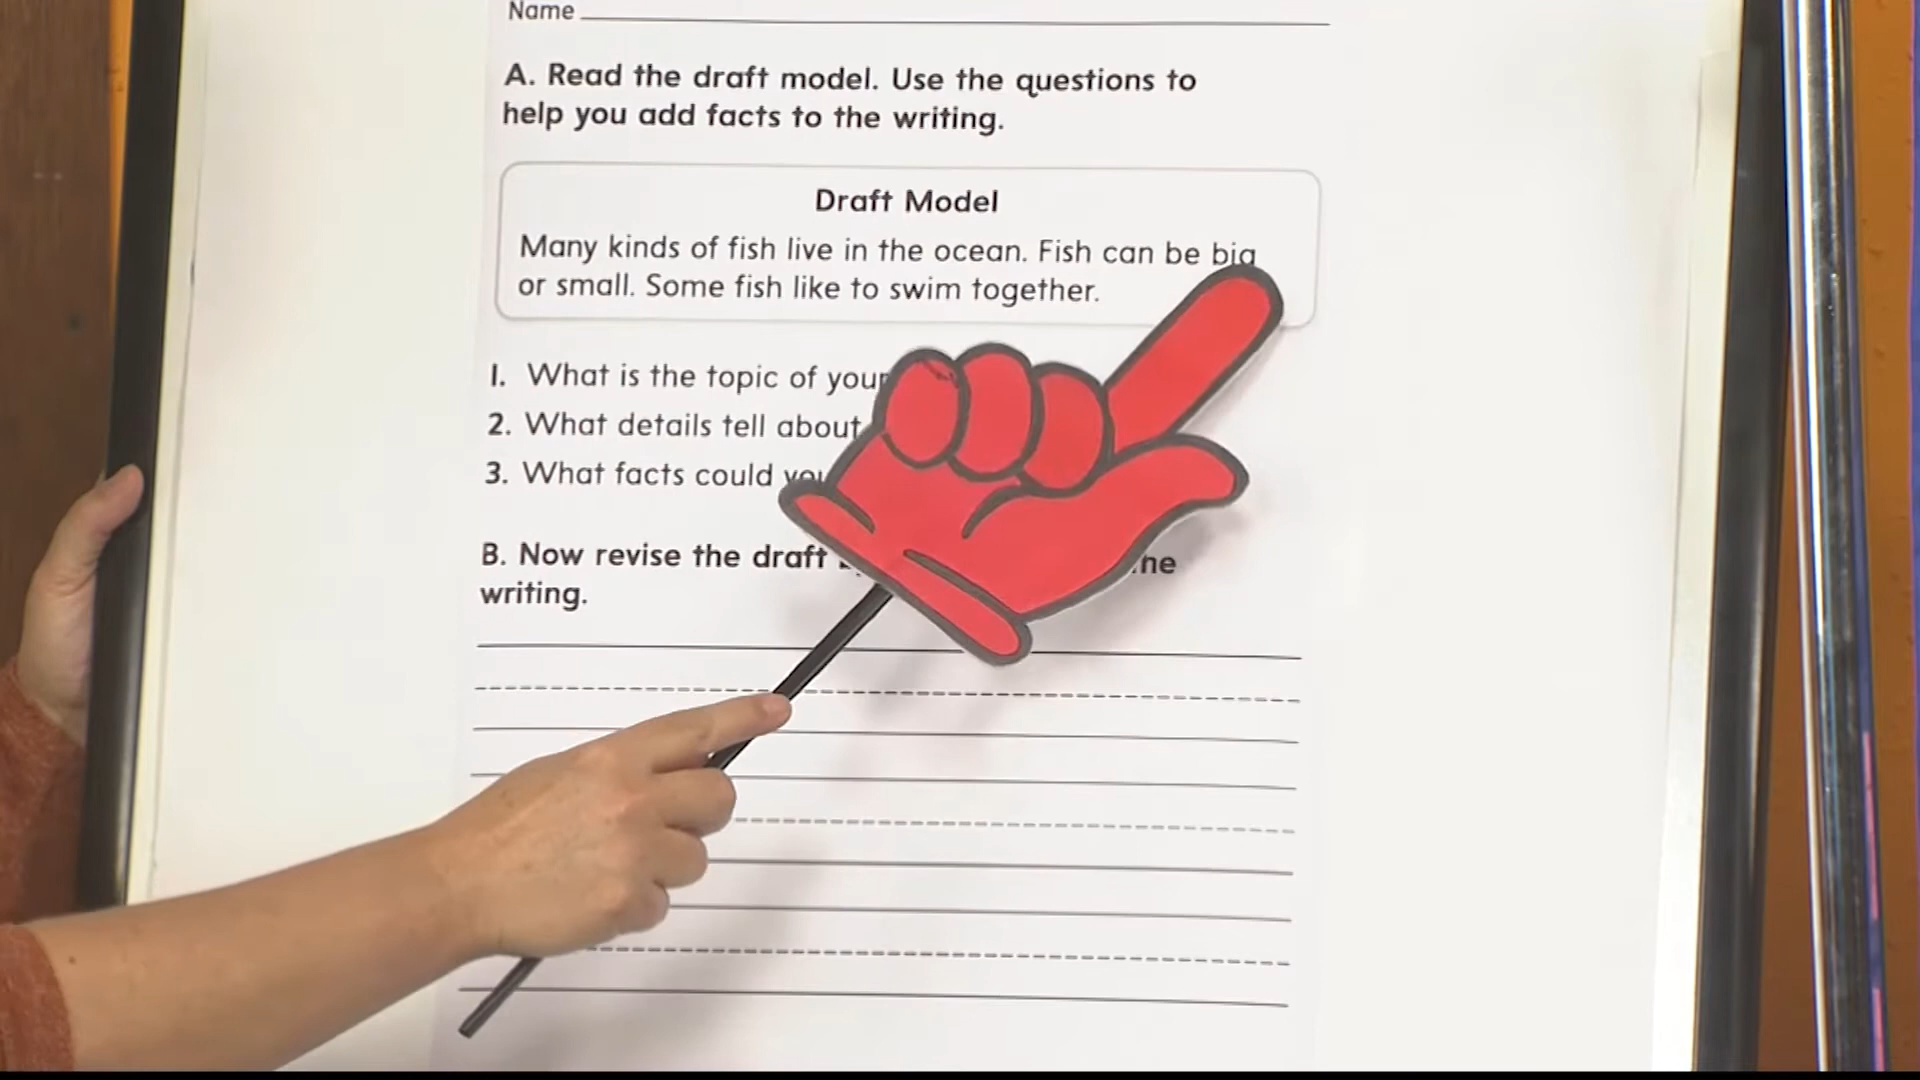 Name
A. Read the draft model. Use the questions to
help you add facts to the writing.
Draft Model
Many kinds of fish live in the ocean. Fish can be big
or small. Some fish like to swim together.
1. What is the topic of your
2. What details tell about
3. What facts could you
B. Now revise the draft
writing.